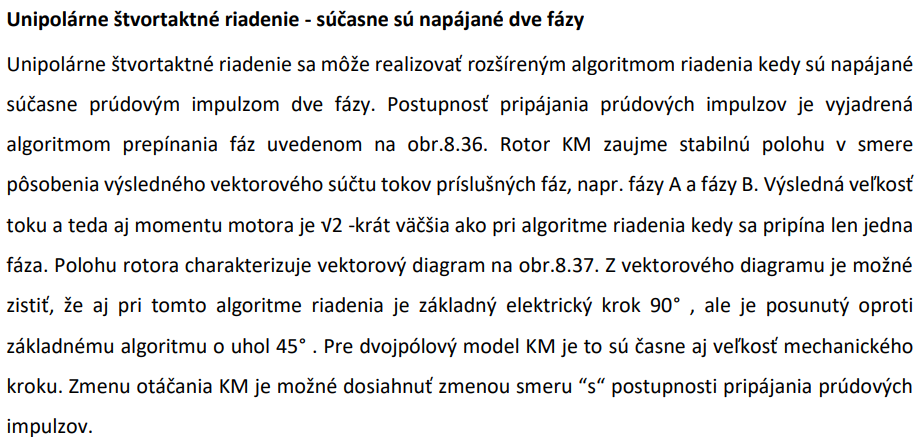 Unipolárne štvortaktné riadenie - súčasne sú napájané dve fázy
Unipolárne štvortaktné riadenie sa môže realizovať rozšíreným algoritmom riadenia kedy sú napájané
súčasne prúdovým impulzom dve fázy. Postupnosť pripájania prúdových impulzov je vyjadrená
algoritmom prepínania fáz uvedenom na obr.8.36. Rotor KM zaujme stabilnú polohu v smere
pôsobenia výsledného vektorového súčtu tokov príslušných fáz, napr. fázy A a fázy B. Výsledná veľkosť
toku a teda aj momentu motora je √2 -krát väčšia ako pri algoritme riadenia kedy sa pripína len jedna
fáza. Polohu rotora charakterizuje vektorový diagram na obr.8.37. Z vektorového diagramu je možné
zistiť, že aj pri tomto algoritme riadenia je základný elektrický krok 90° , ale je posunutý oproti
základnému algoritmu o uhol 45° . Pre dvojpólový model KM je to sú časne aj veľkosť mechanického
kroku. Zmenu otáčania KM je možné dosiahnuť zmenou smeru “s“ postupnosti pripájania prúdových
impulzov.